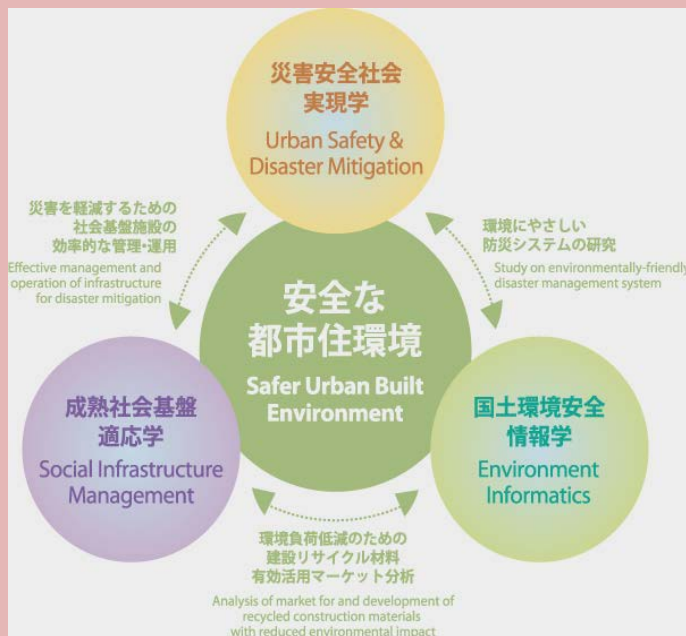 災害安全社会
実現学
Urban Safety &
Disaster Mitigation
災害を軽減するための
社会基盤施設の
効率的な管理・運用
Effective management and
operation of infrastructure
for disaster mitigation
環境にやさしい
防災システムの研究
Study on environmentally-friendly
disaster management system
安全な
都市住環境
Safer Urban Built
Environment
成熟社会基盤
適応学
Social Infrastructure
Management
国土環境安全
情報学
Environment
Informatics
環境負荷低減のための
建設リサイクル材料
有効活用マーケット分析
Analysis of market for and development of
recycled construction materials
with reduced environmental impact